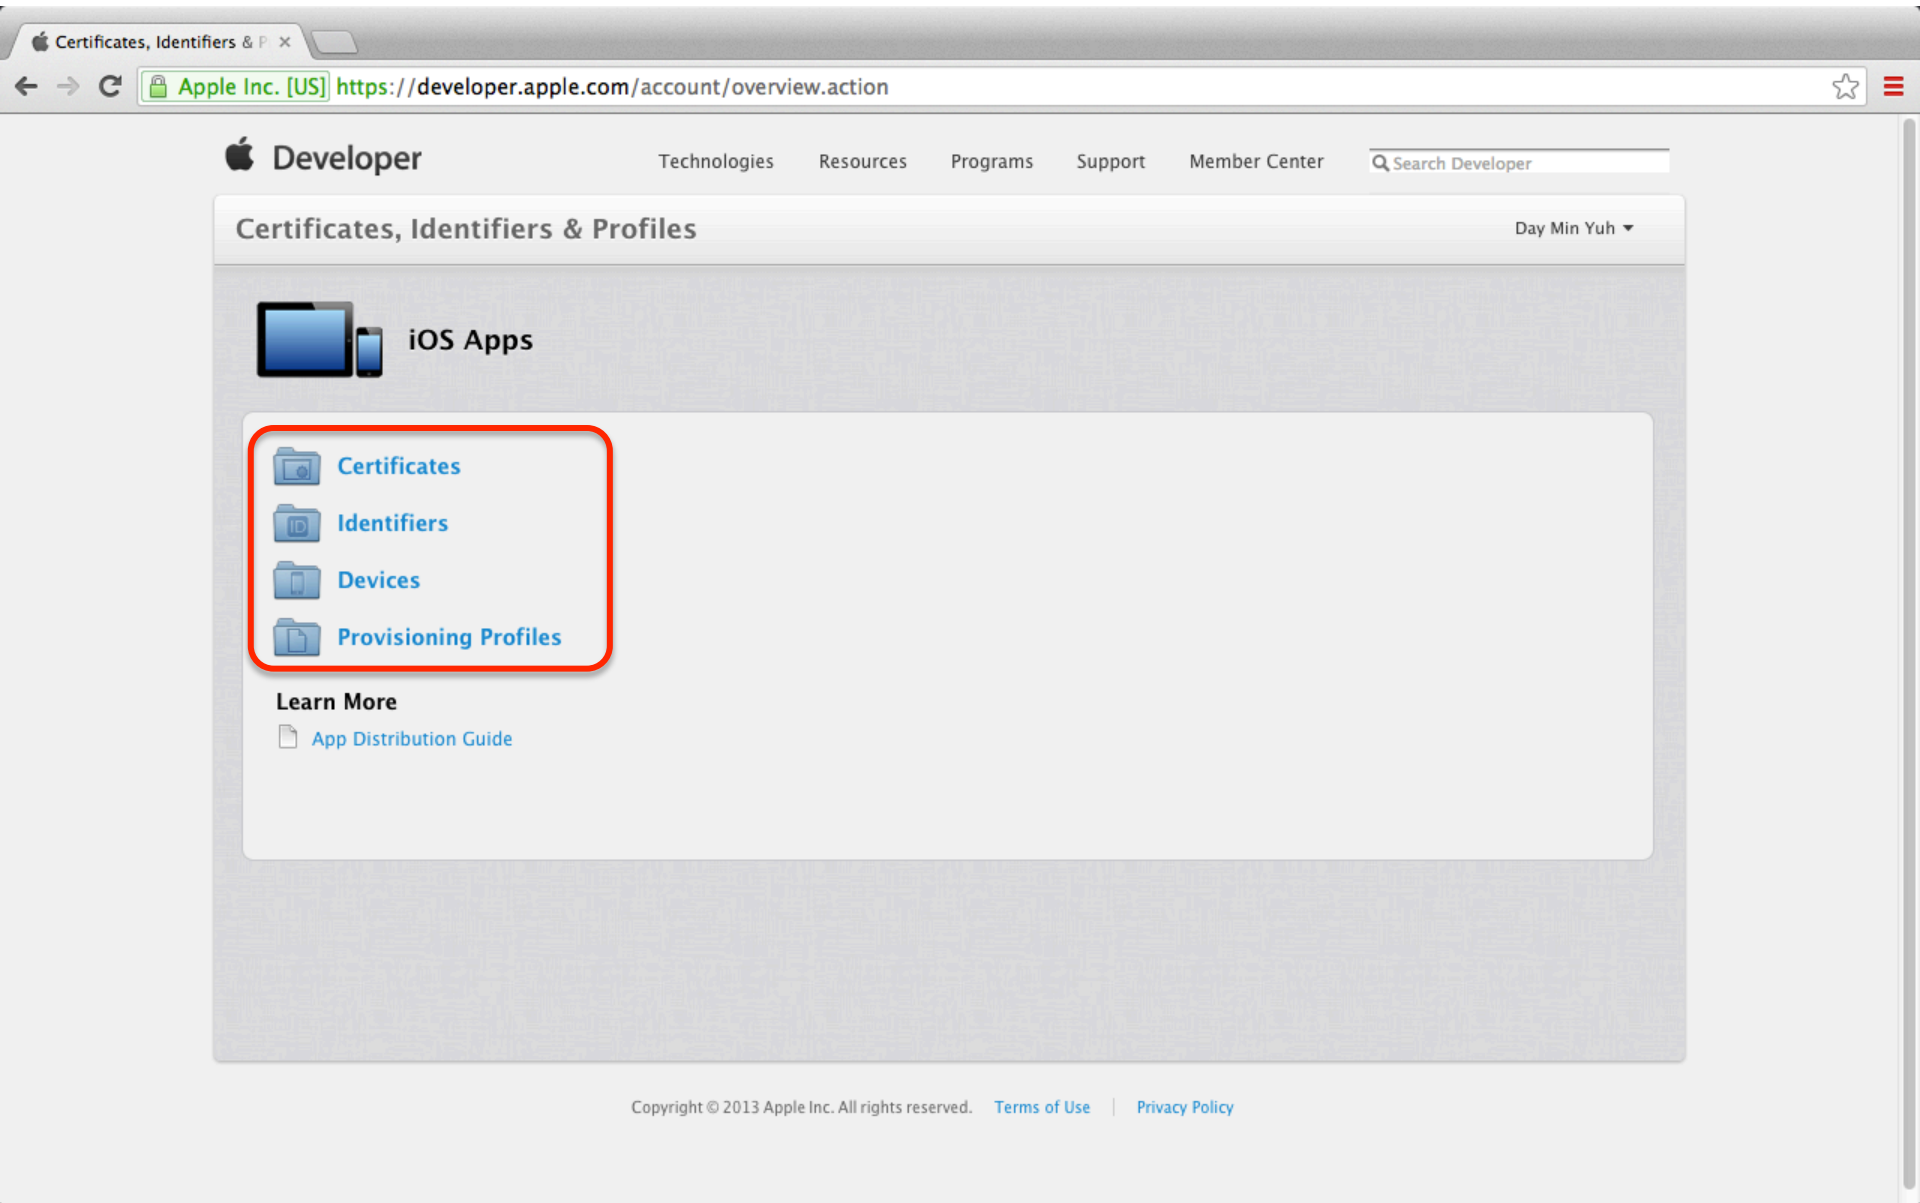 Certificates, Identifiers & P
Apple Inc. [US] https://developer.apple.com/account/overview.action
Developer Technologies Resources Programs Support Member Center Search Developer
Certificates, Identifiers & Profiles Day Min Yuh
iOS Apps
Certificates
ID Identifiers
Devices
Provisioning Profiles
Learn More
App Distribution Guide
Copyright © 2013 Apple Inc. All rights reserved. Terms of Use Privacy Policy